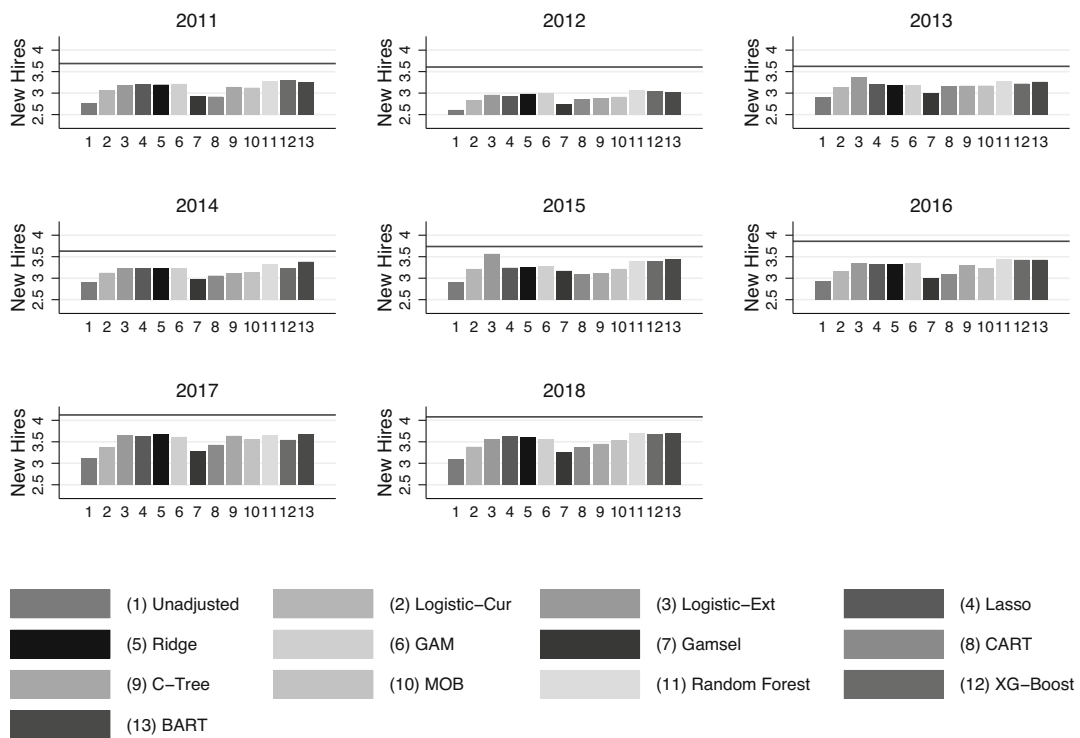 2011
2012
2013
New Hires
2.5 3 3.5 4
1 2 3 4 5 6 7 8 9 10 11 12 13
New Hires
2.5 3 3.5 4
1 2 3 4 5 6 7 8 9 10 11 12 13
New Hires
2.5 3 3.5 4
1 2 3 4 5 6 7 8 9 10 11 12 13
2014
2015
2016
New Hires
2.5 3 3.5 4
1 2 3 4 5 6 7 8 9 10 11 12 13
New Hires
2.5 3 3.5 4
1 2 3 4 5 6 7 8 9 10 11 12 13
New Hires
2.5 3 3.5 4
1 2 3 4 5 6 7 8 9 10 11 12 13
2017
2018
New Hires
2.5 3 3.5 4
1 2 3 4 5 6 7 8 9 10 11 12 13
New Hires
2.5 3 3.5 4
1 2 3 4 5 6 7 8 9 10 11 12 13
(1) Unadjusted
(2) Logistic−Cur
(3) Logistic−Ext
(4) Lasso
(5) Ridge
(6) GAM
(7) Gamsel
(8) CART
(9) C−Tree
(10) MOB
(11) Random Forest
(12) XG−Boost
(13) BART